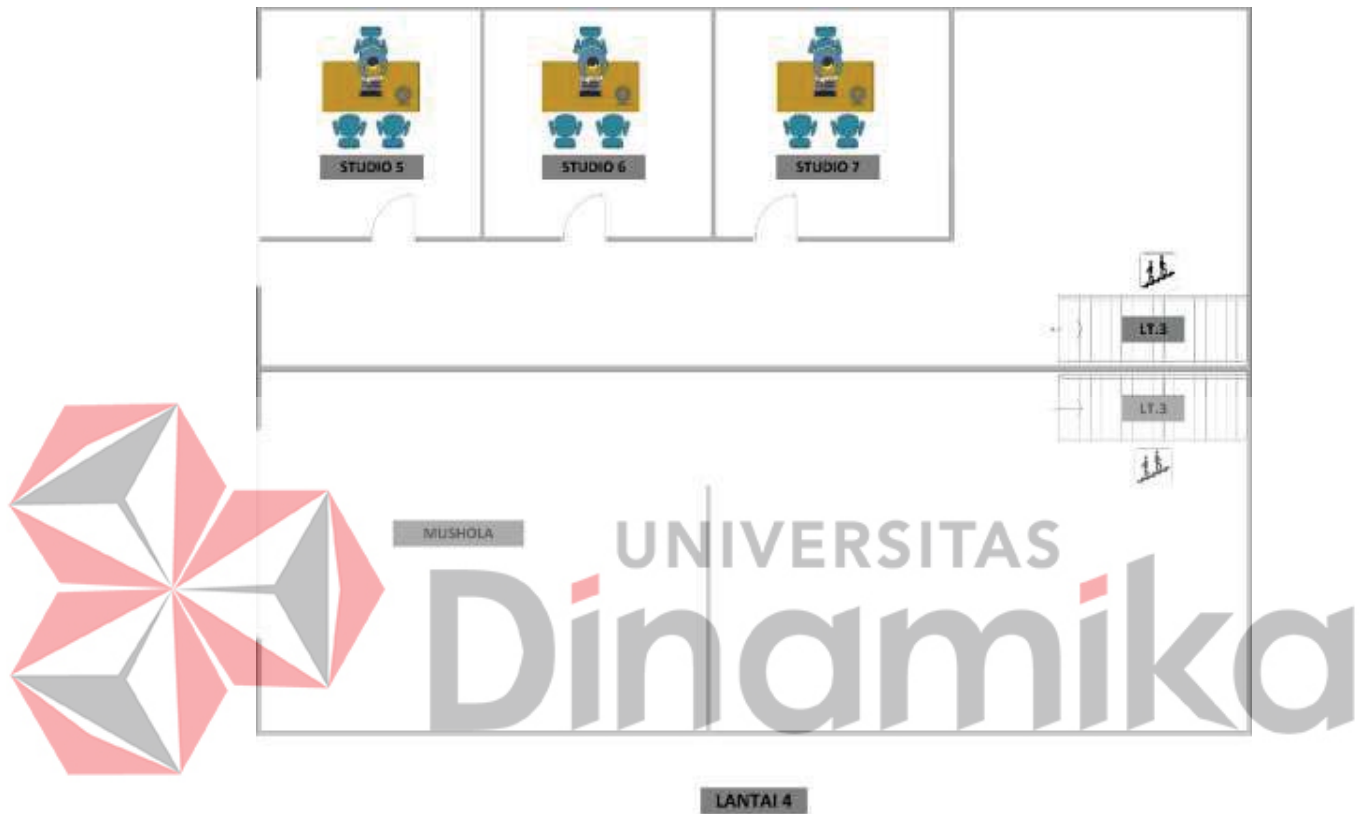 STUDIO 5
STUDIO 6
STUDIO 7
LT.3
LT.3
MUSHOLA
UNIVERSITAS
Dinamika
LANTAI 4